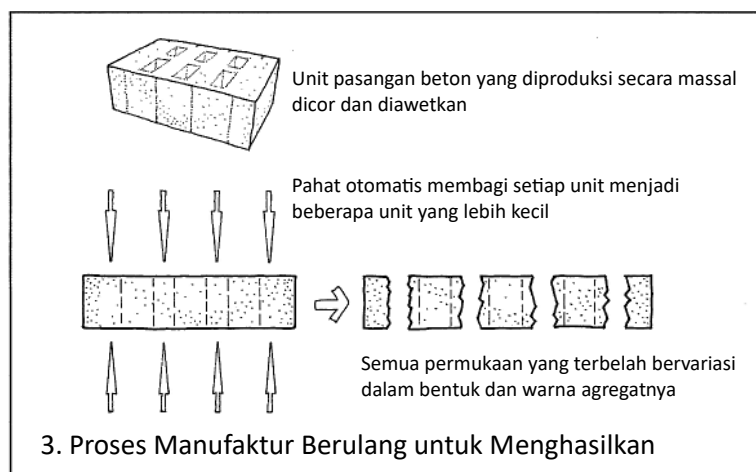 Unit pasangan beton yang diproduksi secara massal
dicor dan diawetkan
Pahat otomatis membagi setiap unit menjadi
beberapa unit yang lebih kecil
Semua permukaan yang terbelah bervariasi
dalam bentuk dan warna agregatnya
3. Proses Manufaktur Berulang untuk Menghasilkan